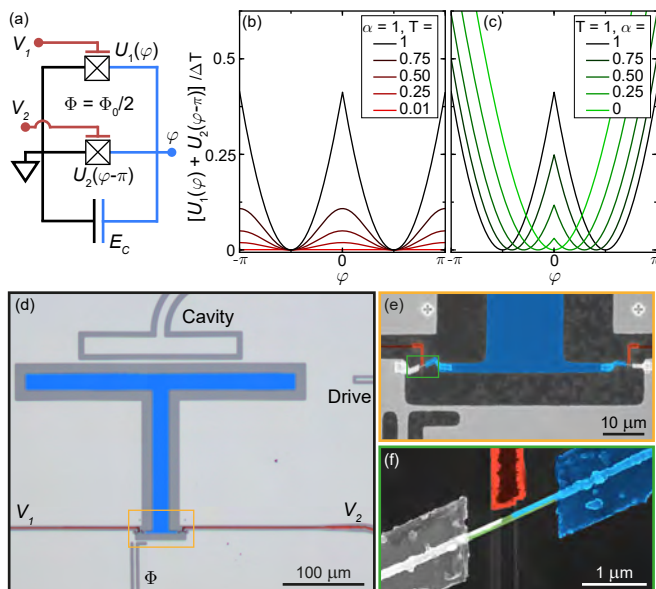 (a)
V₁
U₁(φ)
Φ = Φ₀/2
V₂
φ
U₂(φ-π)
E_C
(b)
α = 1, T =
1
0.75
0.50
0.25
0.01
[U₁(φ) + U₂(φ-π)] /ΔT
0.5
0.25
0
-π
0
π
φ
(c)
T = 1, α =
1
0.75
0.50
0.25
0
-π
0
π
φ
(d)
Cavity
Drive
V₁
V₂
Φ
100 μm
(e)
10 μm
(f)
1 μm